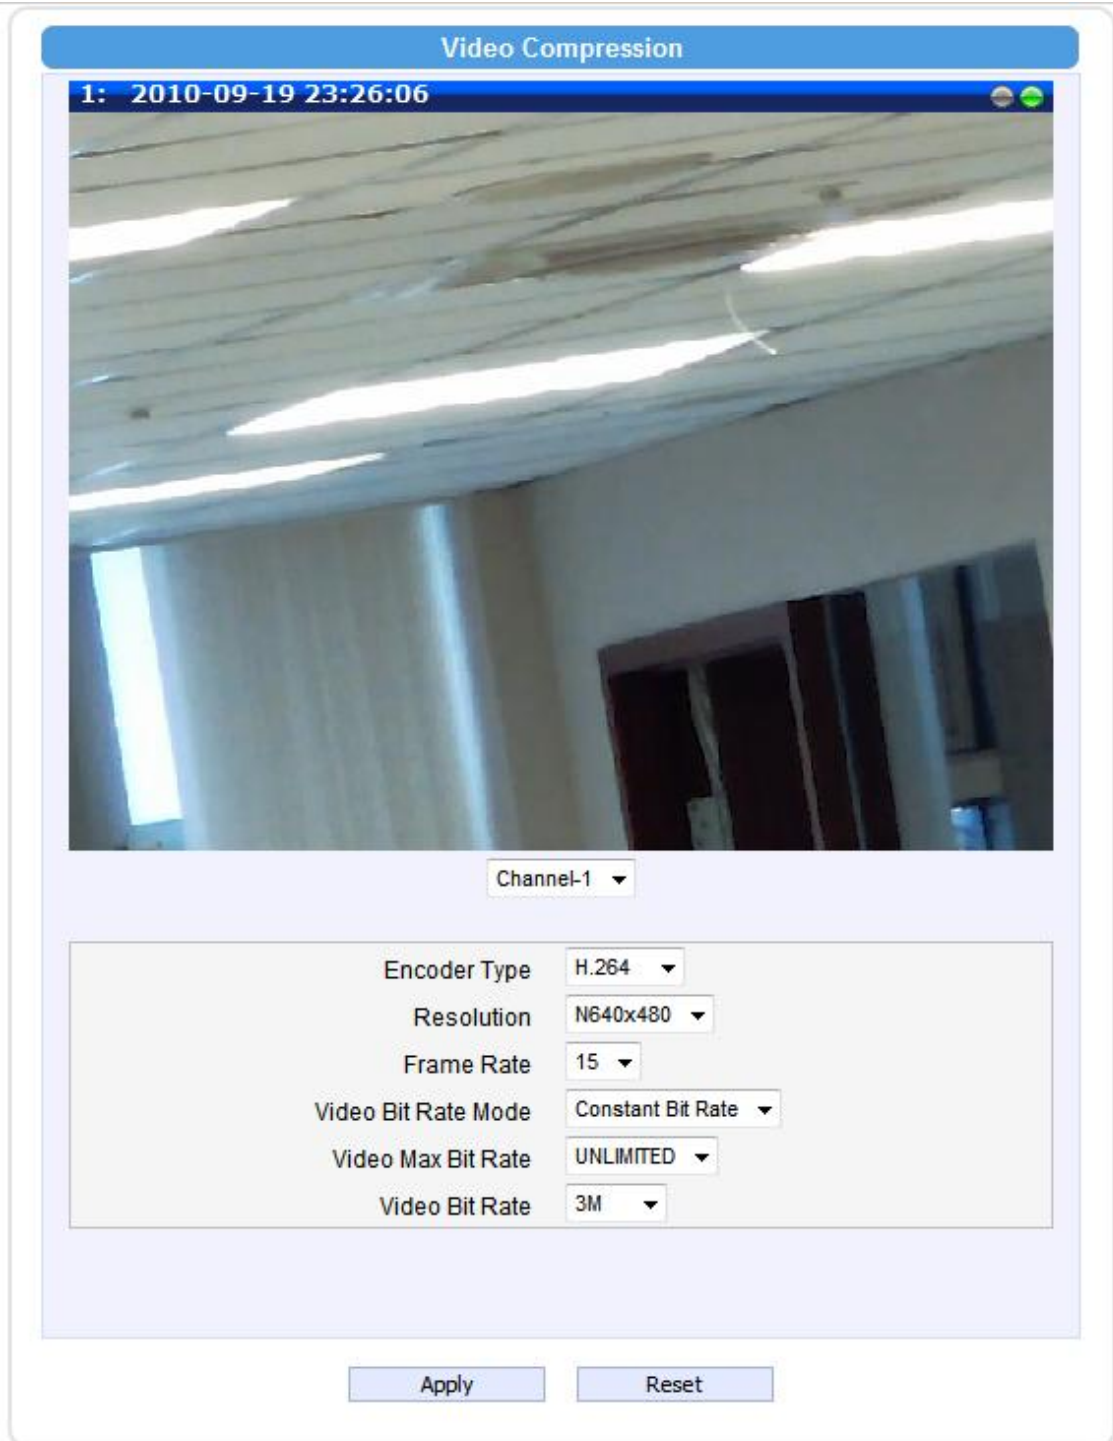 Video Compression
1: 2010-09-19 23:26:06
Channel-1
Encoder Type H.264
Resolution N640x480
Frame Rate 15
Video Bit Rate Mode Constant Bit Rate
Video Max Bit Rate UNLIMITED
Video Bit Rate 3M
Apply Reset